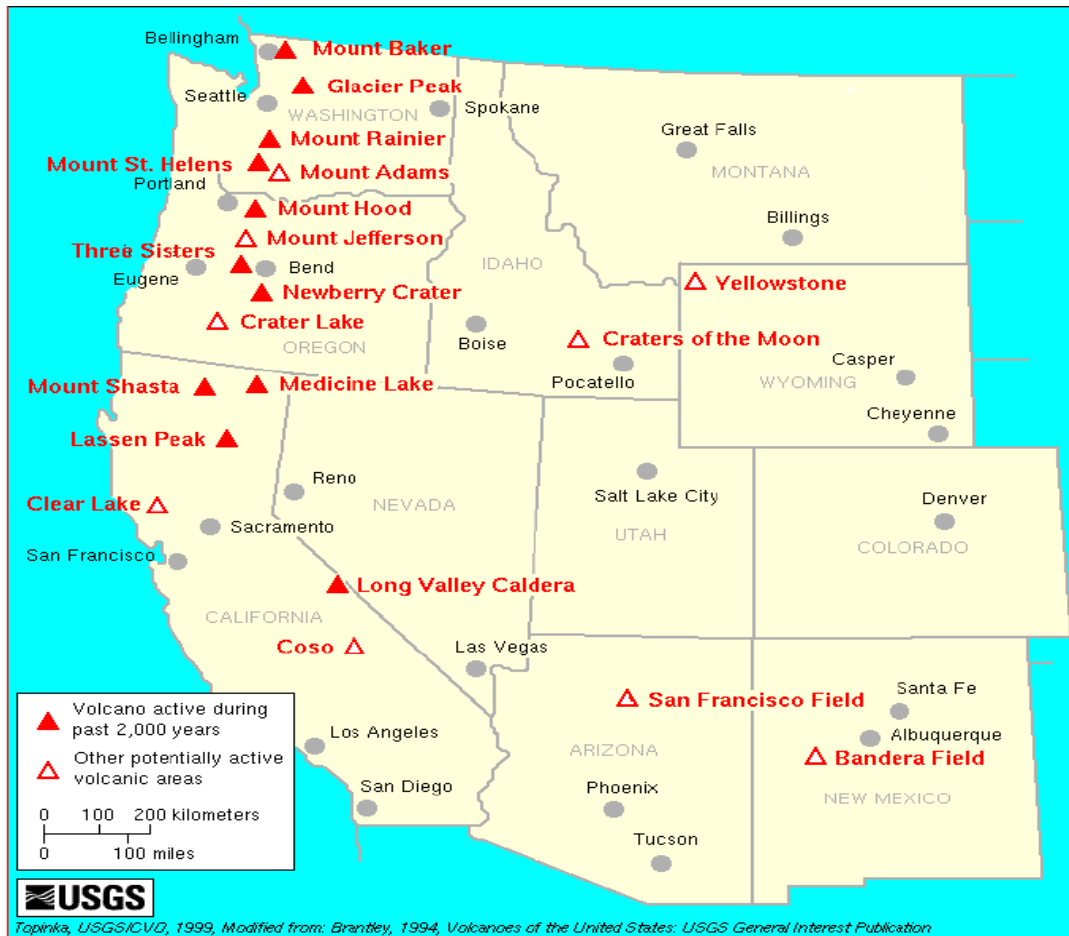 Bellingham
Mount Baker
Glacier Peak
Seattle
WASHINGTON
Spokane
Great Falls
Mount Rainier
Mount St. Helens
Mount Adams
MONTANA
Portland
Mount Hood
Billings
Mount Jefferson
Three Sisters
IDAHO
Eugene
Bend
Yellowstone
Newberry Crater
Crater Lake
OREGON
Boise
Craters of the Moon
Casper
Pocatello
WYOMING
Mount Shasta
Medicine Lake
Cheyenne
Lassen Peak
Reno
Salt Lake City
Clear Lake
NEVADA
Denver
Sacramento
UTAH
San Francisco
COLORADO
Long Valley Caldera
CALIFORNIA
Coso
Las Vegas
San Francisco Field
Santa Fe
Los Angeles
ARIZONA
Albuquerque
Bandera Field
San Diego
Phoenix
NEW MEXICO
Tucson
Volcano active during
past 2,000 years
Other potentially active
volcanic areas
0 100 200 kilometers
0 100 miles
USGS
Topinka, USGS/CVO, 1999, Modified from: Brantley, 1994, Volcanoes of the United States: USGS General Interest Publication